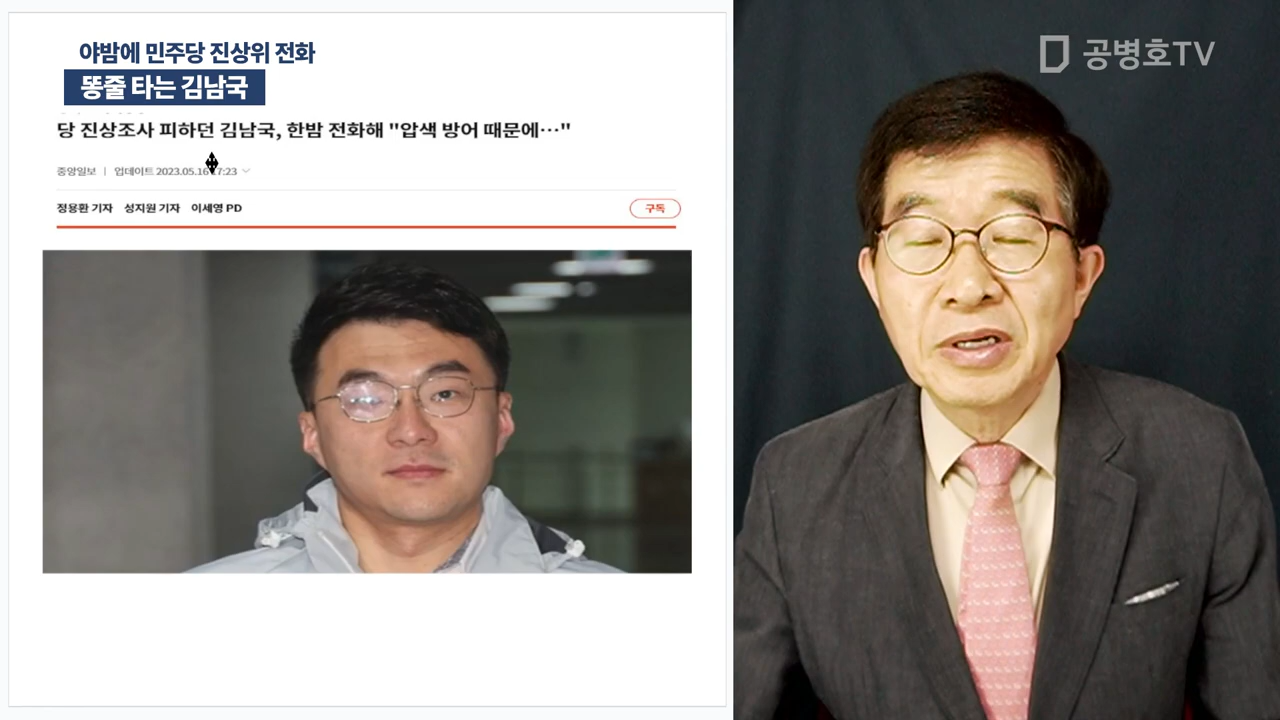 야밤에 민주당 진상위 전화
똥줄 타는 김남국
당 진상조사 피하던 김남국, 한밤 전화해 "압색 방어 때문에…"
중앙일보 | 업데이트 2023.05.16 17:23
정용환 기자 성지원 기자 이세영 PD
구독
공병호TV